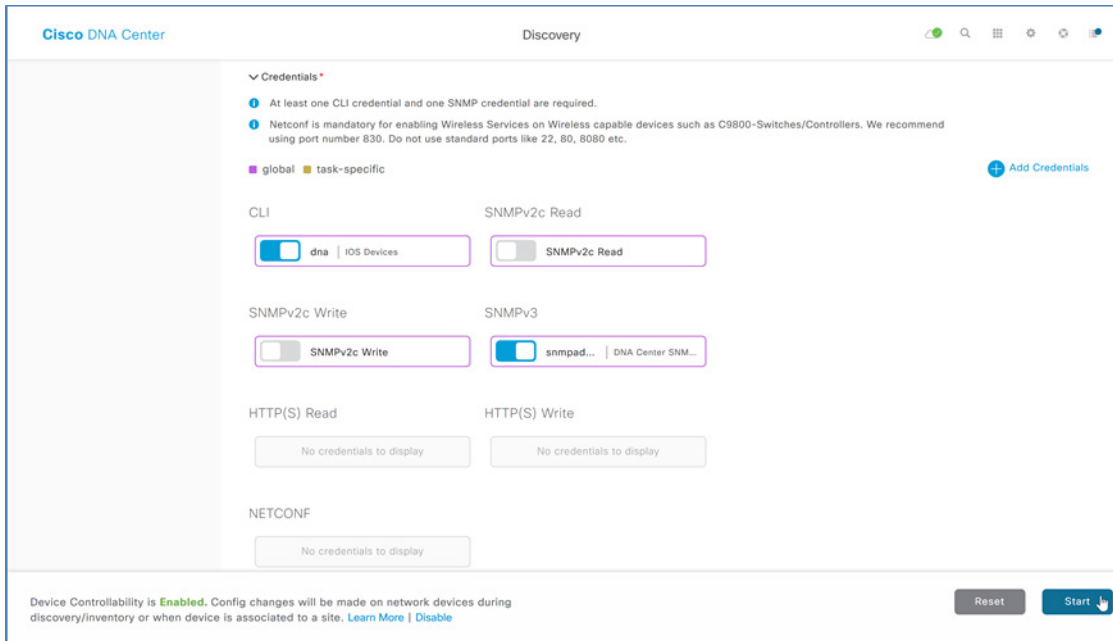 Cisco DNA Center
Discovery
Credentials*
At least one CLI credential and one SNMP credential are required.
Netconf is mandatory for enabling Wireless Services on Wireless capable devices such as C9800-Switches/Controllers. We recommend
using port number 830. Do not use standard ports like 22, 80, 8080 etc.
global task-specific
Add Credentials
CLI
SNMPv2c Read
dna | IOS Devices
SNMPv2c Read
SNMPv2c Write
SNMPv3
SNMPv2c Write
snmpad... | DNA Center SNM...
HTTP(S) Read
HTTP(S) Write
No credentials to display
No credentials to display
NETCONF
No credentials to display
Device Controllability is Enabled. Config changes will be made on network devices during
discovery/inventory or when device is associated to a site. Learn More | Disable
Reset
Start